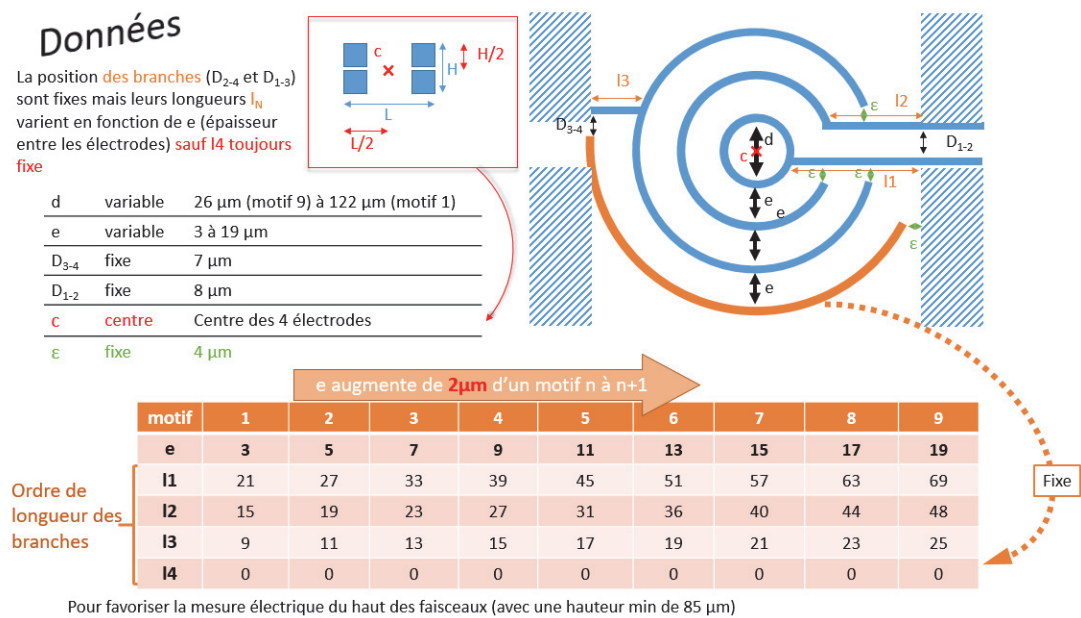 Données
La position des branches (D2-4 et D1-3)
sont fixes mais leurs longueurs lN
varient en fonction de e (épaisseur
entre les électrodes) sauf l4 toujours
fixe
c
H/2
H
L
L/2
l3
D3-4
ε
l2
d
c
D1-2
ε
ε
l1
e
e
ε
e
d variable 26 µm (motif 9) à 122 µm (motif 1)
e variable 3 à 19 µm
D3-4 fixe 7 µm
D1-2 fixe 8 µm
c centre Centre des 4 électrodes
ε fixe 4 µm
e augmente de 2µm d'un motif n à n+1
motif 1 2 3 4 5 6 7 8 9
e 3 5 7 9 11 13 15 17 19
l1 21 27 33 39 45 51 57 63 69
l2 15 19 23 27 31 36 40 44 48
l3 9 11 13 15 17 19 21 23 25
l4 0 0 0 0 0 0 0 0 0
Ordre de
longueur des
branches
Fixe
Pour favoriser la mesure électrique du haut des faisceaux (avec une hauteur min de 85 µm)